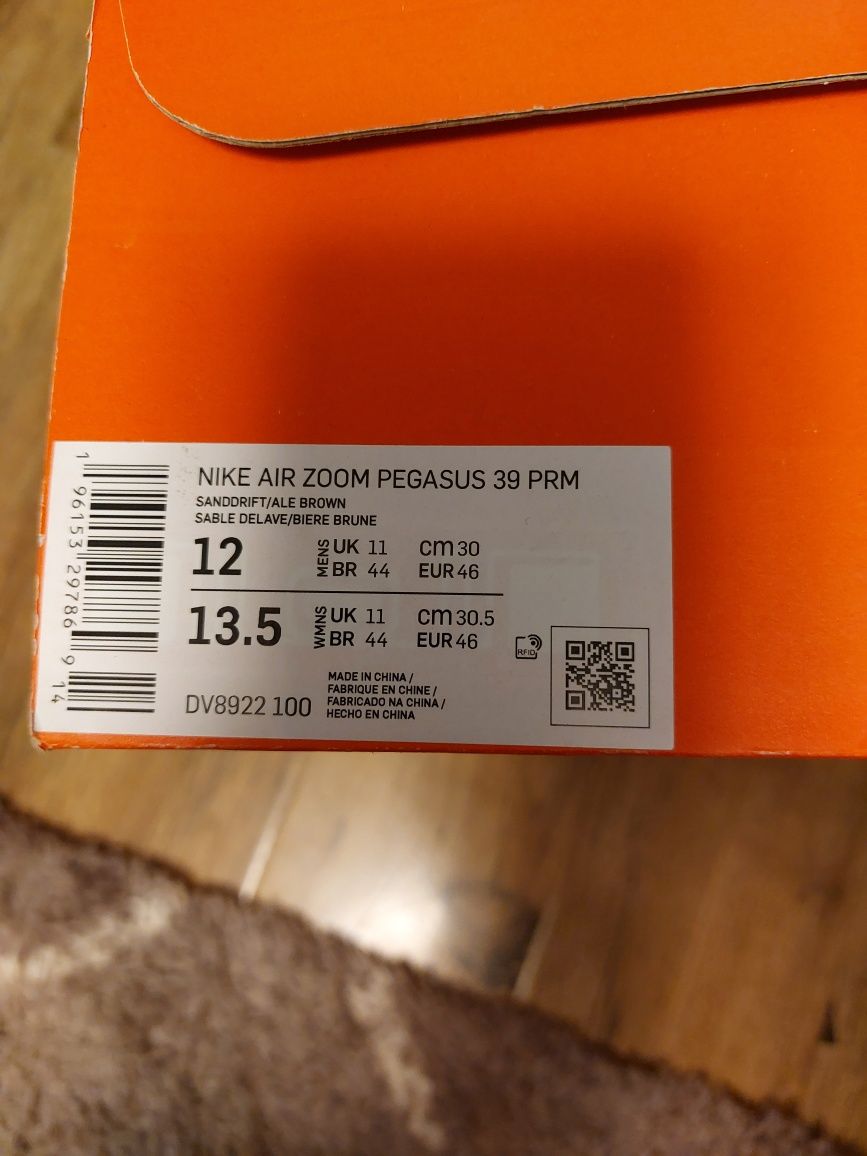 NIKE AIR ZOOM PEGASUS 39 PRM
SANDDRIFT/ALE BROWN
SABLE DELAVE/BIERE BRUNE
12 MENS UK 11 cm 30
BR 44 EUR 46
13.5 WMNS UK 11 cm 30.5
BR 44 EUR 46
RFID
DV8922 100
MADE IN CHINA /
FABRIQUE EN CHINE /
FABRICADO NA CHINA /
HECHO EN CHINA
1 96153 29786 9 14